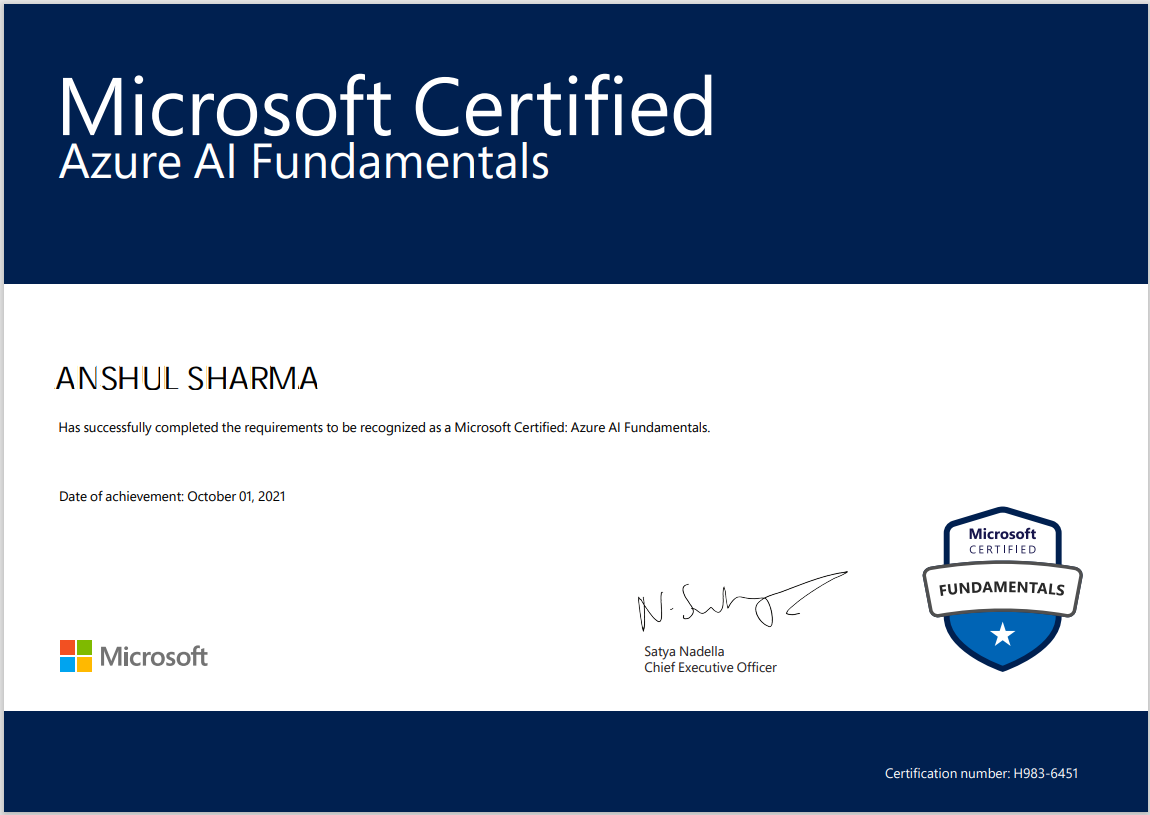 Microsoft Certified
Azure AI Fundamentals
ANSHUL SHARMA
Has successfully completed the requirements to be recognized as a Microsoft Certified: Azure AI Fundamentals.
Date of achievement: October 01, 2021
Microsoft
CERTIFIED
FUNDAMENTALS
N. Satya
Satya Nadella
Chief Executive Officer
Microsoft
Certification number: H983-6451